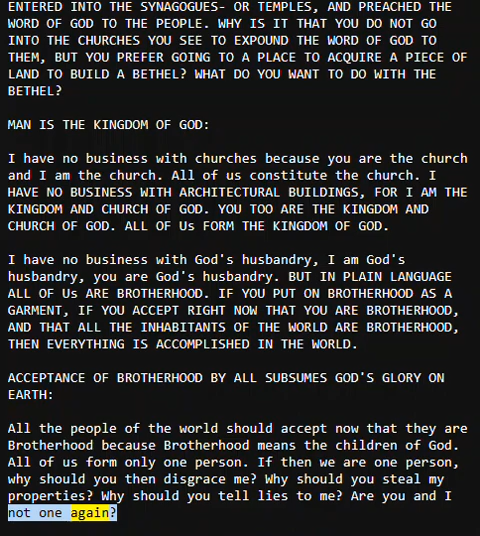 ENTERED INTO THE SYNAGOGUES- OR TEMPLES, AND PREACHED THE
WORD OF GOD TO THE PEOPLE. WHY IS IT THAT YOU DO NOT GO
INTO THE CHURCHES YOU SEE TO EXPOUND THE WORD OF GOD TO
THEM, BUT YOU PREFER GOING TO A PLACE TO ACQUIRE A PIECE OF
LAND TO BUILD A BETHEL? WHAT DO YOU WANT TO DO WITH THE
BETHEL?
MAN IS THE KINGDOM OF GOD:
I have no business with churches because you are the church
and I am the church. All of us constitute the church. I
HAVE NO BUSINESS WITH ARCHITECTURAL BUILDINGS, FOR I AM THE
KINGDOM AND CHURCH OF GOD. YOU TOO ARE THE KINGDOM AND
CHURCH OF GOD. ALL OF Us FORM THE KINGDOM OF GOD.
I have no business with God's husbandry, I am God's
husbandry, you are God's husbandry. BUT IN PLAIN LANGUAGE
ALL OF Us ARE BROTHERHOOD. IF YOU PUT ON BROTHERHOOD AS A
GARMENT, IF YOU ACCEPT RIGHT NOW THAT YOU ARE BROTHERHOOD,
AND THAT ALL THE INHABITANTS OF THE WORLD ARE BROTHERHOOD,
THEN EVERYTHING IS ACCOMPLISHED IN THE WORLD.
ACCEPTANCE OF BROTHERHOOD BY ALL SUBSUMES GOD'S GLORY ON
EARTH:
All the people of the world should accept now that they are
Brotherhood because Brotherhood means the children of God.
All of us form only one person. If then we are one person,
why should you then disgrace me? Why should you steal my
properties? Why should you tell lies to me? Are you and I
not one again?